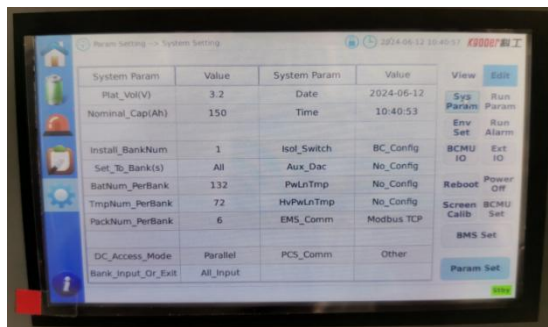 Param Setting --> System Setting
2024-06-12 10:40:57
System Param Value System Param Value
View Edit
Plat_Vol(V) 3.2 Date 2024-06-12
Sys Param Run Param
Nominal_Cap(Ah) 150 Time 10:40:53
Env Set Run Alarm
Install_BankNum 1 Isol_Switch BC_Config
BCMU IO Ext IO
Set_To_Bank(s) All Aux_Dac No_Config
BatNum_PerBank 132 PwLnTmp No_Config
Reboot Power Off
TmpNum_PerBank 72 HvPwLnTmp No_Config
Screen Calib BCMU Set
PackNum_PerBank 6 EMS_Comm Modbus TCP
BMS Set
DC_Access_Mode Parallel PCS_Comm Other
Bank_Input_Or_Exit All_Input
Param Set
Stby